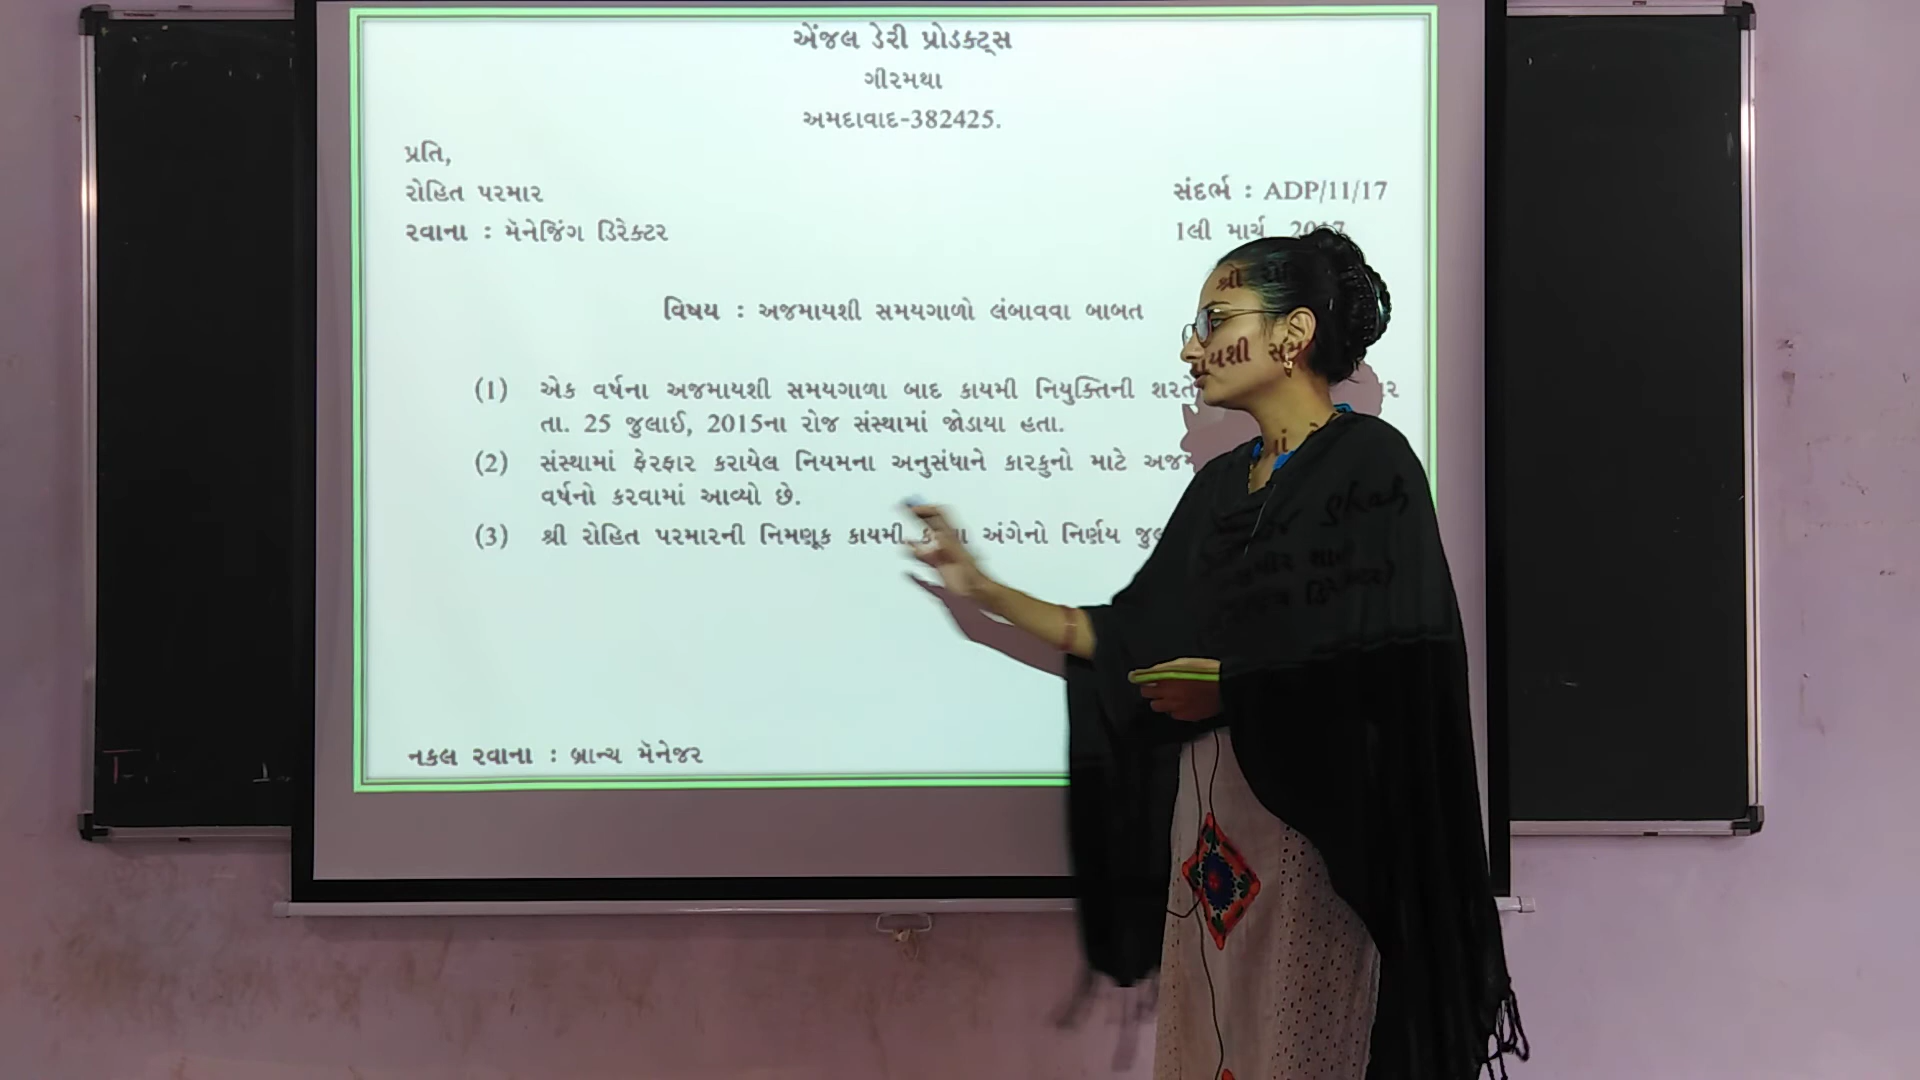 એંજલ ડેરી પ્રોડક્ટ્સ
ગીરમથા
અમદાવાદ-382425.
પ્રતિ,
રોહિત પરમાર
સંદર્ભ : ADP/11/17
રવાના : મૅનેજિંગ ડિરેક્ટર
1લી માર્ચ, 2017
વિષય : અજમાયશી સમયગાળો લંબાવવા બાબત
(1) એક વર્ષના અજમાયશી સમયગાળા બાદ કાયમી નિયુક્તિની શરતે
તા. 25 જુલાઈ, 2015ના રોજ સંસ્થામાં જોડાયા હતા.
(2) સંસ્થામાં ફેરફાર કરાયેલ નિયમના અનુસંધાને કારકુનો માટે
વર્ષનો કરવામાં આવ્યો છે.
(3) શ્રી રોહિત પરમારની નિમણૂક કાયમી અંગેનો નિર્ણય
Shah
નકલ રવાના : બ્રાન્ચ મૅનેજર